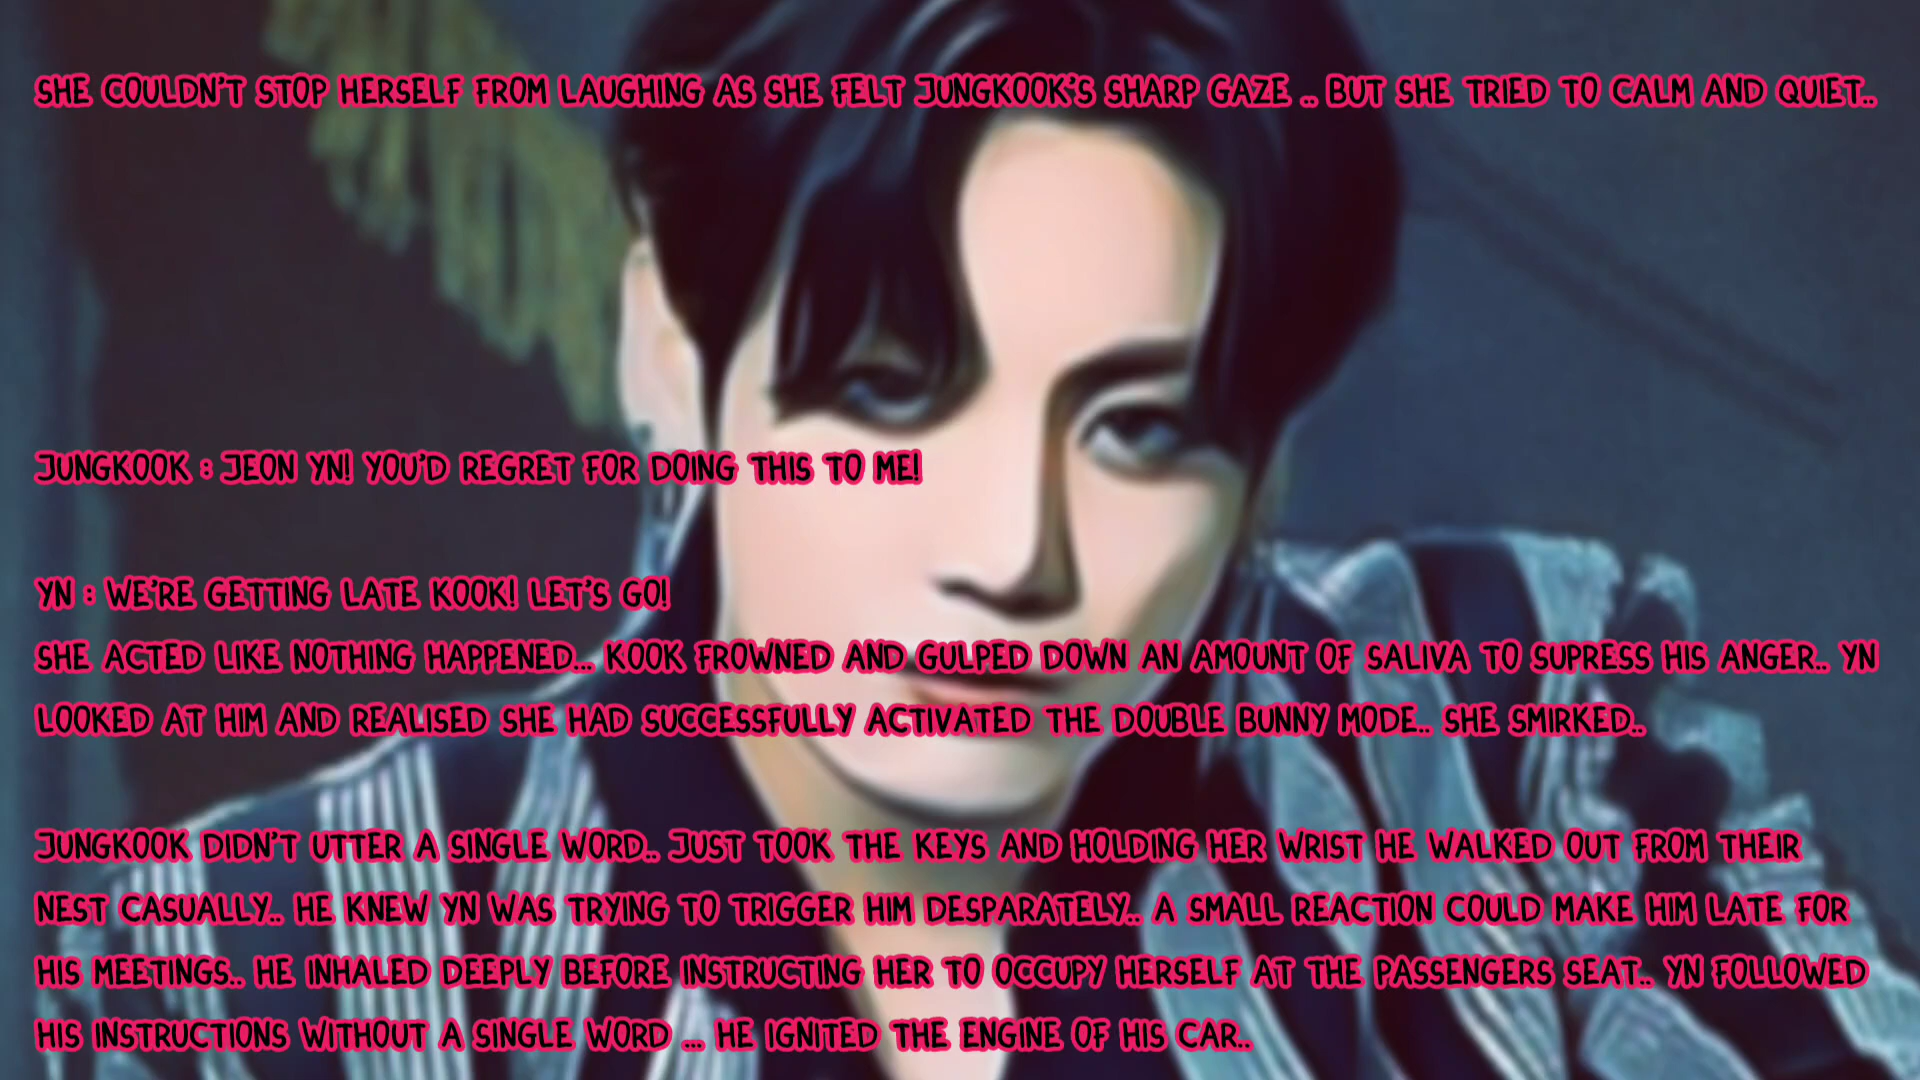 SHE COULDN'T STOP HERSELF FROM LAUGHING AS SHE FELT JUNGKOOK'S SHARP GAZE .. BUT SHE TRIED TO CALM AND QUIET..
JUNGKOOK : JEON YN! YOU'D REGRET FOR DOING THIS TO ME!
YN : WE'RE GETTING LATE KOOK! LET'S GO!
SHE ACTED LIKE NOTHING HAPPENED... KOOK FROWNED AND GULPED DOWN AN AMOUNT OF SALIVA TO SUPRESS HIS ANGER.. YN
LOOKED AT HIM AND REALISED SHE HAD SUCCESSFULLY ACTIVATED THE DOUBLE BUNNY MODE.. SHE SMIRKED..
JUNGKOOK DIDN'T UTTER A SINGLE WORD.. JUST TOOK THE KEYS AND HOLDING HER WRIST HE WALKED OUT FROM THEIR
NEST CASUALLY.. HE KNEW YN WAS TRYING TO TRIGGER HIM DESPARATELY.. A SMALL REACTION COULD MAKE HIM LATE FOR
HIS MEETINGS.. HE INHALED DEEPLY BEFORE INSTRUCTING HER TO OCCUPY HERSELF AT THE PASSENGERS SEAT.. YN FOLLOWED
HIS INSTRUCTIONS WITHOUT A SINGLE WORD ... HE IGNITED THE ENGINE OF HIS CAR..